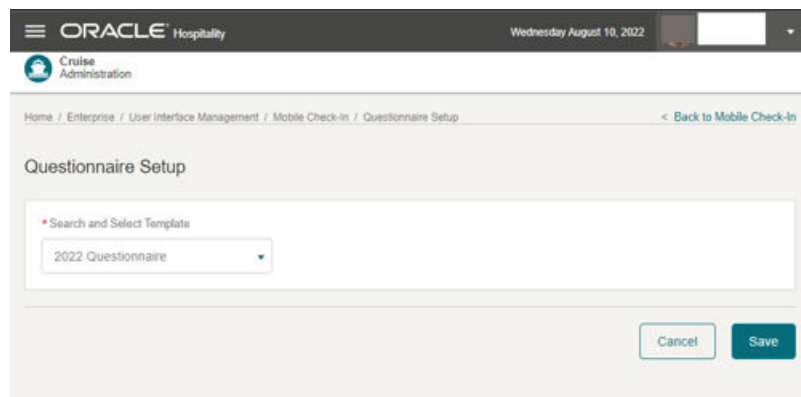 ORACLE Hospitality
Wednesday August 10, 2022
Cruise
Administration
Home / Enterprise / User Interface Management / Mobile Check-In / Questionnaire Setup
< Back to Mobile Check-In
Questionnaire Setup
* Search and Select Template
2022 Questionnaire
Cancel
Save